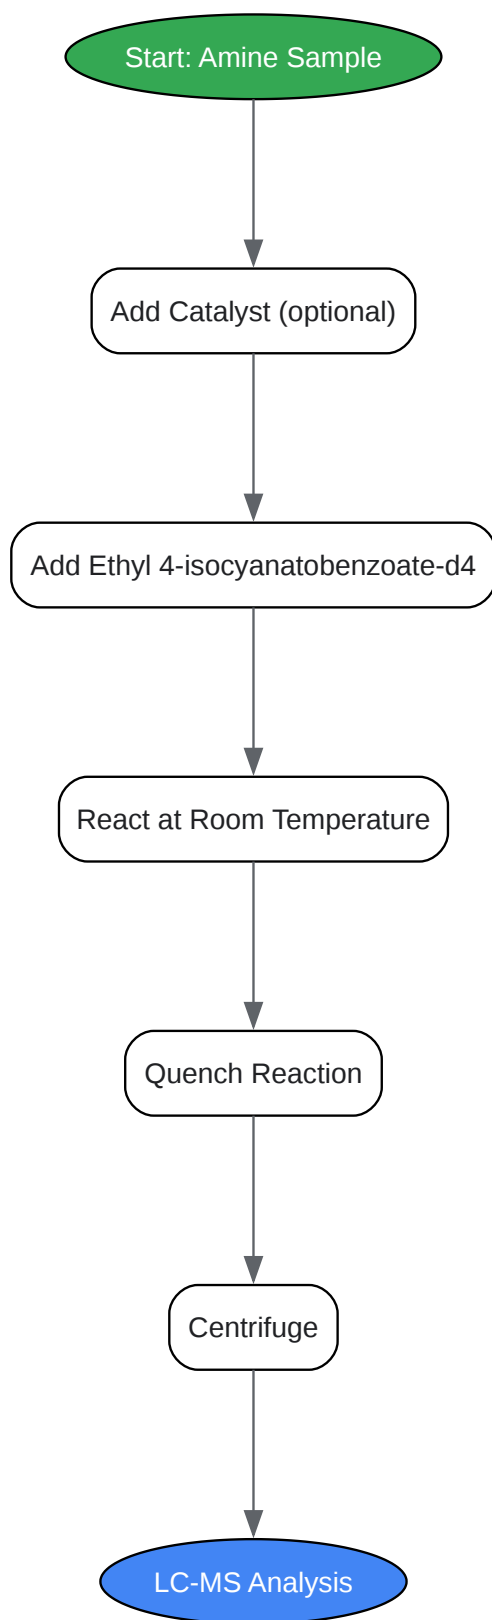 Start: Amine Sample
Add Catalyst (optional)
Add Ethyl 4-isocyanatobenzoate-d4
React at Room Temperature
Quench Reaction
Centrifuge
LC-MS Analysis